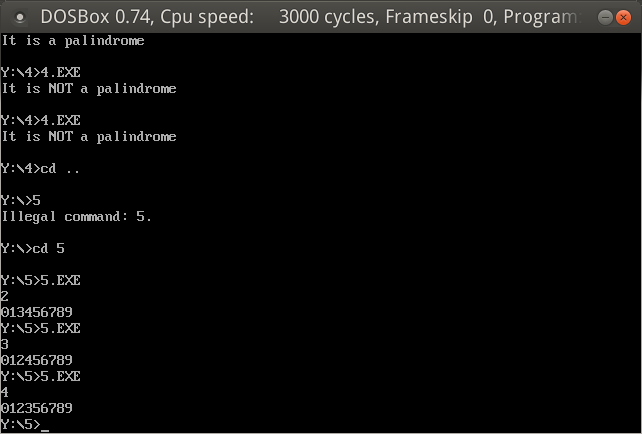 DOSBox 0.74, Cpu speed: 3000 cycles, Frameskip 0, Program
It is a palindrome
Y:\4>4.EXE
It is NOT a palindrome
Y:\4>4.EXE
It is NOT a palindrome
Y:\4>cd ..
Y:\>5
Illegal command: 5.
Y:\>cd 5
Y:\5>5.EXE
2
013456789
Y:\5>5.EXE
3
012456789
Y:\5>5.EXE
4
012356789
Y:\5>_